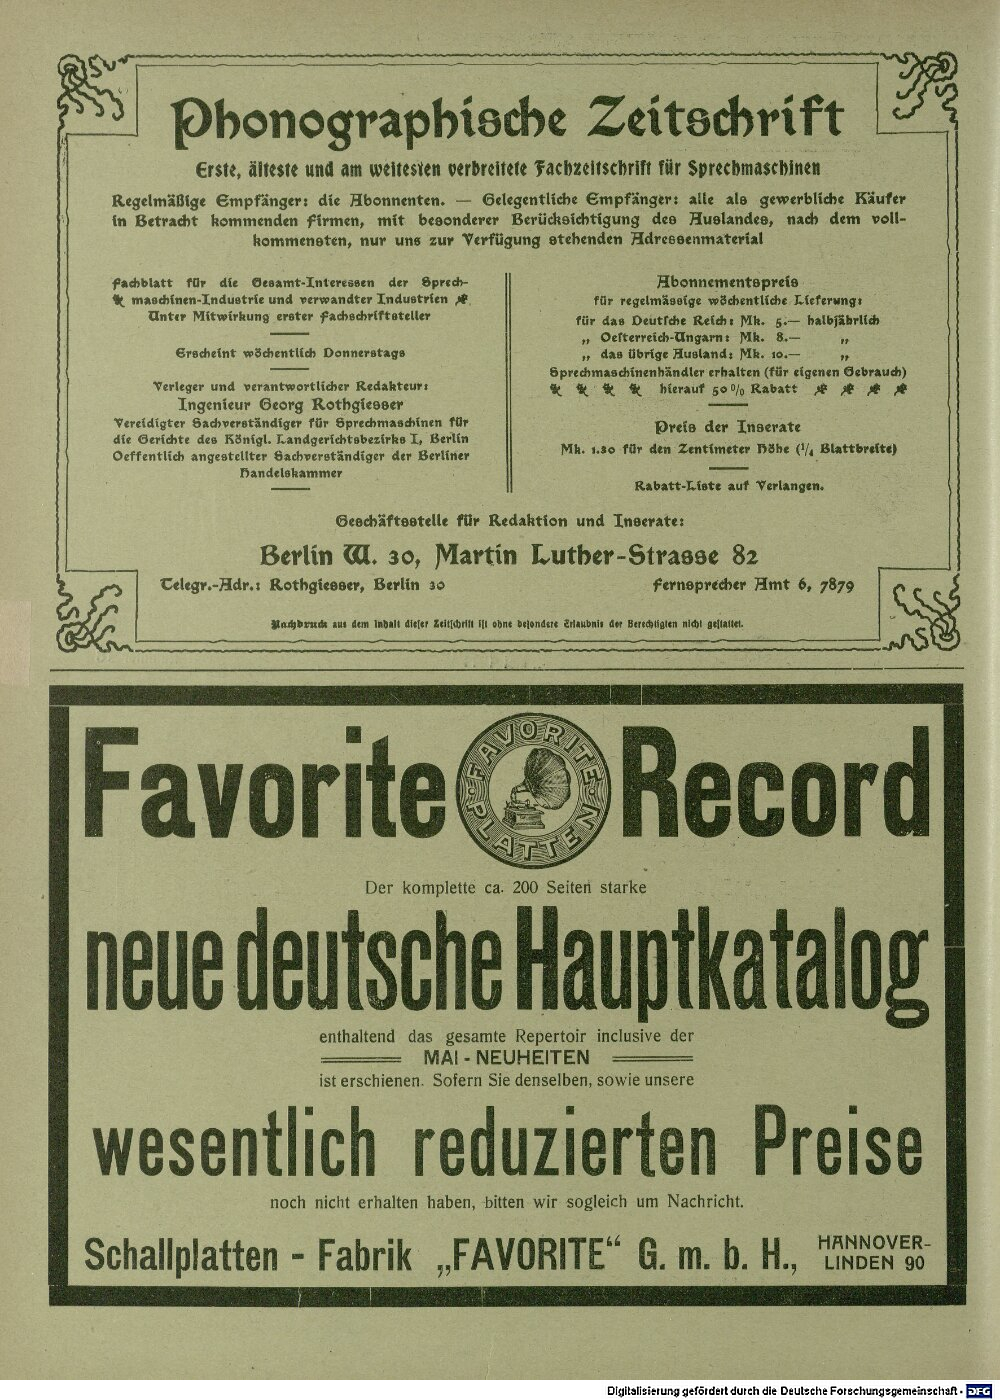 Phonographische Zeitschrift
Erste, älteste und am weitesten verbreitete Fachzeitschrift für Sprechmaschinen
Regelmäßige Empfänger: die Abonnenten. — Gelegentliche Empfänger: alle als gewerbliche Käufer
in Betracht kommenden Firmen, mit besonderer Berücksichtigung des Auslandes, nach dem voll-
kommensten, nur uns zur Verfügung stehenden Adressenmaterial
Fachblatt für die Gesamt-Interessen der Sprech-
maschinen-Industrie und verwandter Industrien
Unter Mitwirkung erster Fachschriftsteller
Erscheint wöchentlich Donnerstags
Verleger und verantwortlicher Redakteur:
Ingenieur Georg Rothgiesser
Vereidigter Sachverständiger für Sprechmaschinen für
die Gerichte des Königl. Landgerichtsbezirks I, Berlin
Oeffentlich angestellter Sachverständiger der Berliner
Handelskammer
Abonnementspreis
für regelmässige wöchentliche Lieferung:
für das Deutsche Reich: Mk. 5.— halbjährlich
„ Oesterreich-Ungarn: Mk. 8.— „
„ das übrige Ausland: Mk. 10.— „
Sprechmaschinenhändler erhalten (für eigenen Gebrauch)
hierauf 50 % Rabatt
Preis der Inserate
Mk. 1.30 für den Zentimeter Höhe (¼ Blattbreite)
Rabatt-Liste auf Verlangen.
Geschäftsstelle für Redaktion und Inserate:
Berlin W. 30, Martin Luther-Strasse 82
Telegr.-Adr.: Rothgiesser, Berlin 30 Fernsprecher Amt 6, 7879
Nachdruck aus dem Inhalt dieser Zeitschrift ist ohne besondere Erlaubnis der Berechtigten nicht gestattet.
Favorite FAVORITE PLATTEN Record
Der komplette ca. 200 Seiten starke
neue deutsche Hauptkatalog
enthaltend das gesamte Repertoir inclusive der
MAI - NEUHEITEN
ist erschienen. Sofern Sie denselben, sowie unsere
wesentlich reduzierten Preise
noch nicht erhalten haben, bitten wir sogleich um Nachricht.
Schallplatten - Fabrik „FAVORITE“ G. m. b. H., HANNOVER-
LINDEN 90
Digitalisierung gefördert durch die Deutsche Forschungsgemeinschaft - DFG